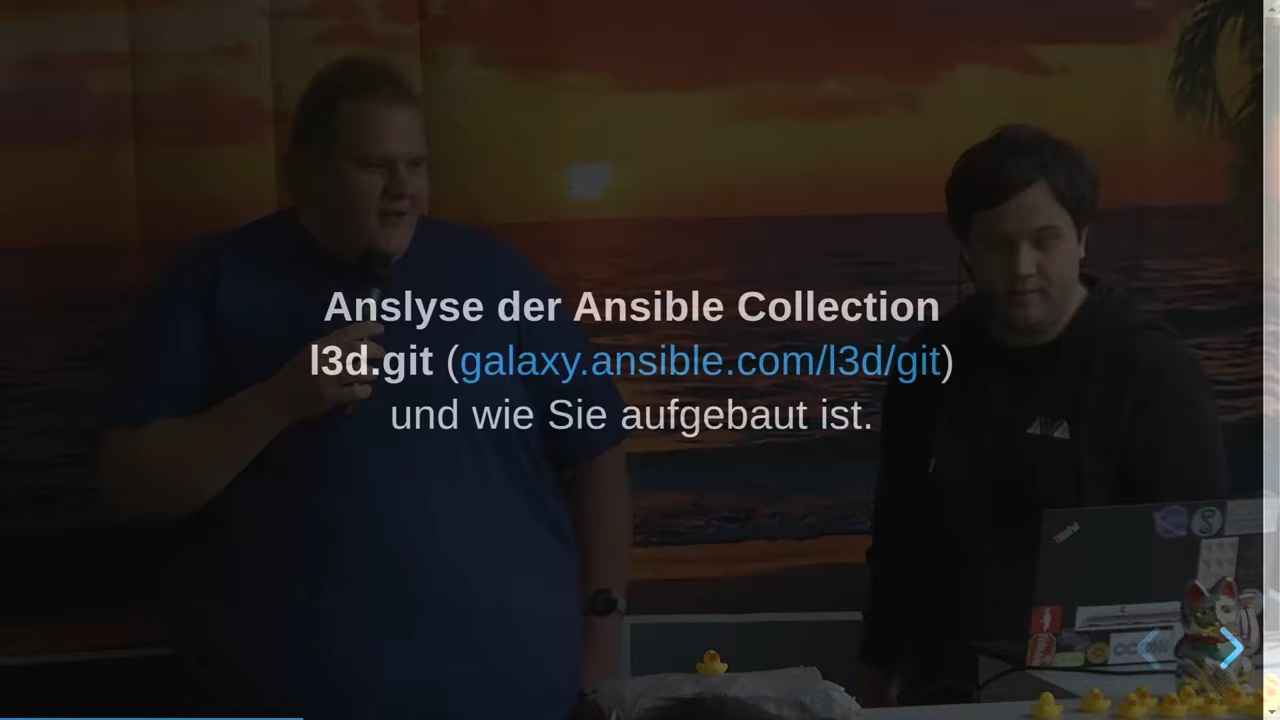 Anslyse der Ansible Collection
l3d.git (galaxy.ansible.com/l3d/git)
und wie Sie aufgebaut ist.